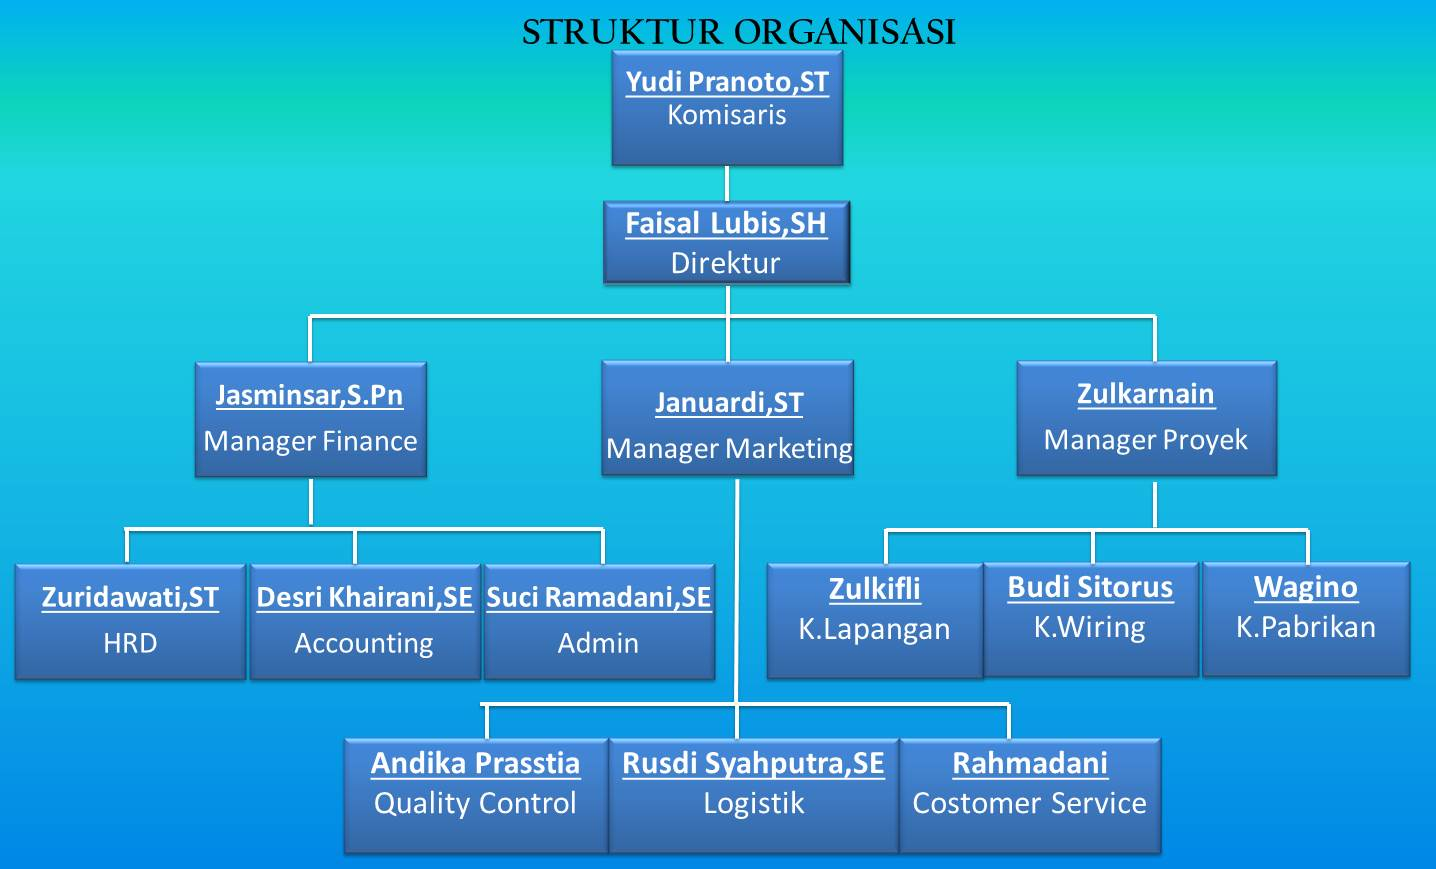 STRUKTUR ORGANISASI
Yudi Pranoto,ST
Komisaris
Faisal Lubis,SH
Direktur
Jasminsar,S.Pn
Manager Finance
Januardi,ST
Manager Marketing
Zulkarnain
Manager Proyek
Zuridawati,ST
HRD
Desri Khairani,SE
Accounting
Suci Ramadani,SE
Admin
Zulkifli
K.Lapangan
Budi Sitorus
K.Wiring
Wagino
K.Pabrikan
Andika Prasstia
Quality Control
Rusdi Syahputra,SE
Logistik
Rahmadani
Costomer Service